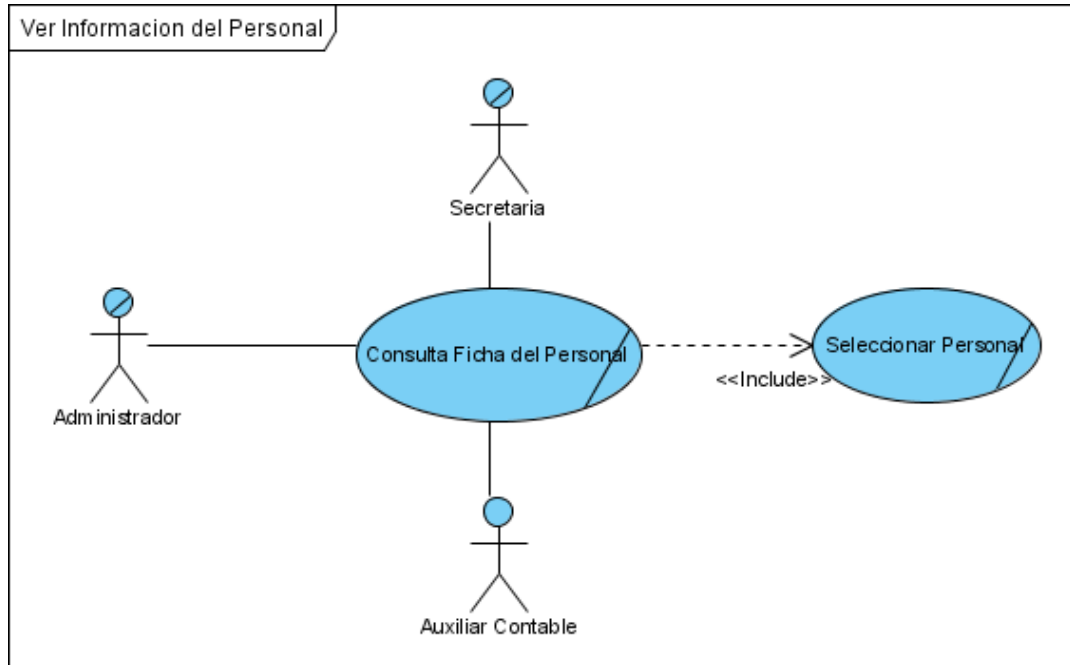 Ver Informacion del Personal
Secretaria
Administrador
Consulta Ficha del Personal
<<Include>>
Seleccionar Personal
Auxiliar Contable